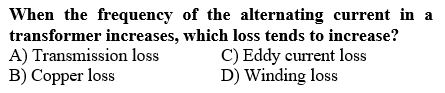 When the frequency of the alternating current in a
transformer increases, which loss tends to increase?
A) Transmission loss C) Eddy current loss
B) Copper loss D) Winding loss